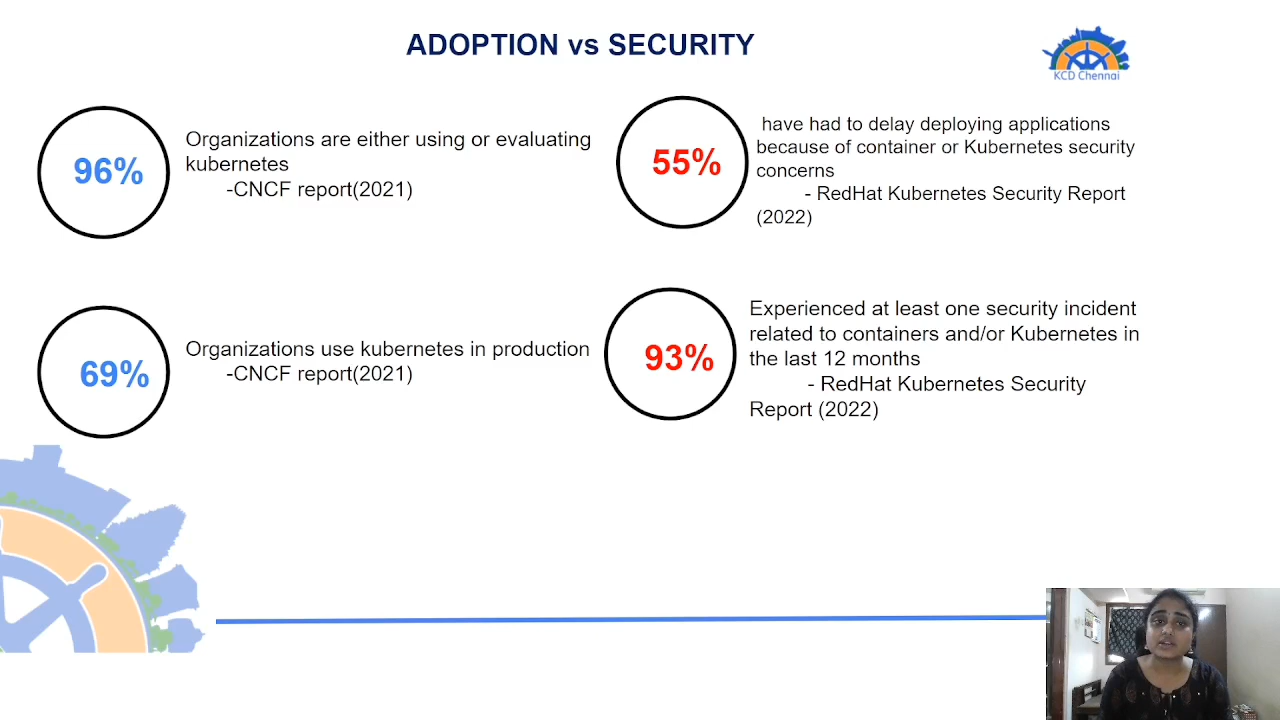 ADOPTION vs SECURITY
KCD Chennai
96%
Organizations are either using or evaluating
kubernetes
-CNCF report(2021)
55%
have had to delay deploying applications
because of container or Kubernetes security
concerns
- RedHat Kubernetes Security Report
(2022)
69%
Organizations use kubernetes in production
-CNCF report(2021)
93%
Experienced at least one security incident
related to containers and/or Kubernetes in
the last 12 months
- RedHat Kubernetes Security
Report (2022)